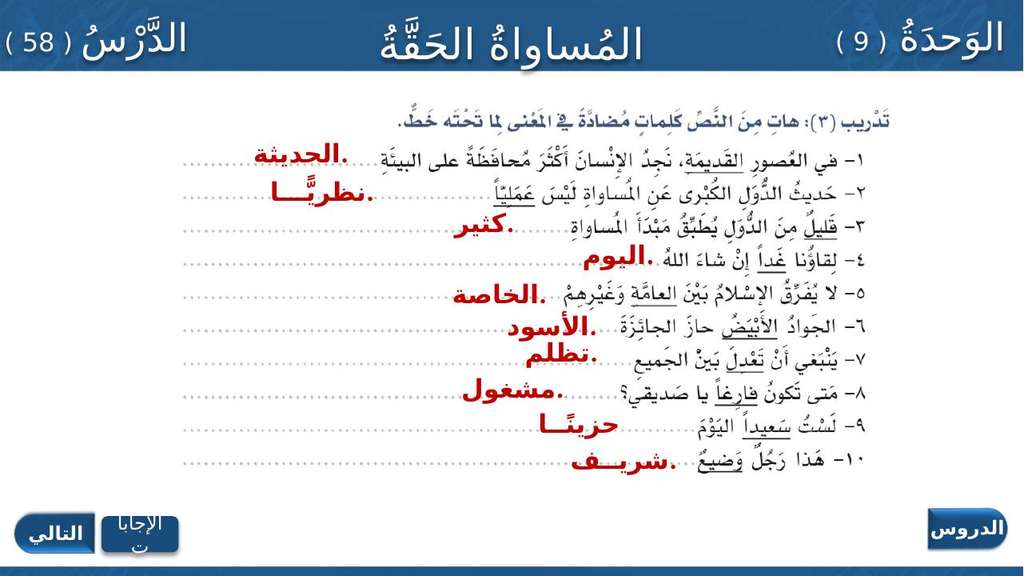 الوَحدَةُ ( 9 )
المُساواةُ الحَقَّةُ
الدَّرْسُ ( 58 )
تَدْريب (٣): هاتِ مِنَ النَّصِّ كَلِماتٍ مُضادَّةً في المَعْنى لِما تَحْتَه خَطٌّ.
١- في العُصورِ القَديمَةِ، نَجِدُ الإنْسانَ أَكْثَرَ مُحافَظَةً على البيئَةِ .الحديثة
٢- حَديثُ الدُّوَلِ الكُبْرى عَنِ المُساواةِ لَيْسَ عَمَلِيّاً .نظريًّـــا
٣- قَليلٌ مِنَ الدُّوَلِ يُطَبِّقُ مَبْدَأَ المُساواةِ .كثير
٤- لِقاؤُنا غَداً إنْ شاءَ اللهُ .اليوم
٥- لا يُفَرِّقُ الإسْلامُ بَيْنَ العامَّةِ وَغَيْرِهِمْ .الخاصة
٦- الجَوادُ الأَبْيَضُ حازَ الجائِزَةَ .الأسود
٧- يَنْبَغي أَنْ تَعْدِلَ بَيْنَ الجَميعِ .تظلم
٨- مَتى تَكونُ فارِغاً يا صَديقي؟ .مشغول
٩- لَسْتُ سَعيداً اليَوْمَ حزينًــا
١٠- هَذا رَجُلٌ وَضيعٌ .شريــف
الدروس
الإجابا
ت
التالي